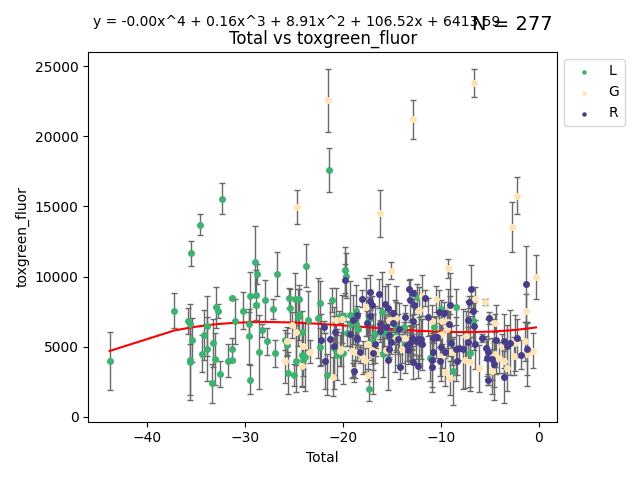 y = -0.00x^4 + 0.16x^3 + 8.91x^2 + 106.52x + 6413.59
N = 277
Total vs toxgreen_fluor
25000
20000
15000
10000
5000
0
toxgreen_fluor
−40
−30
−20
−10
0
Total
L
G
R